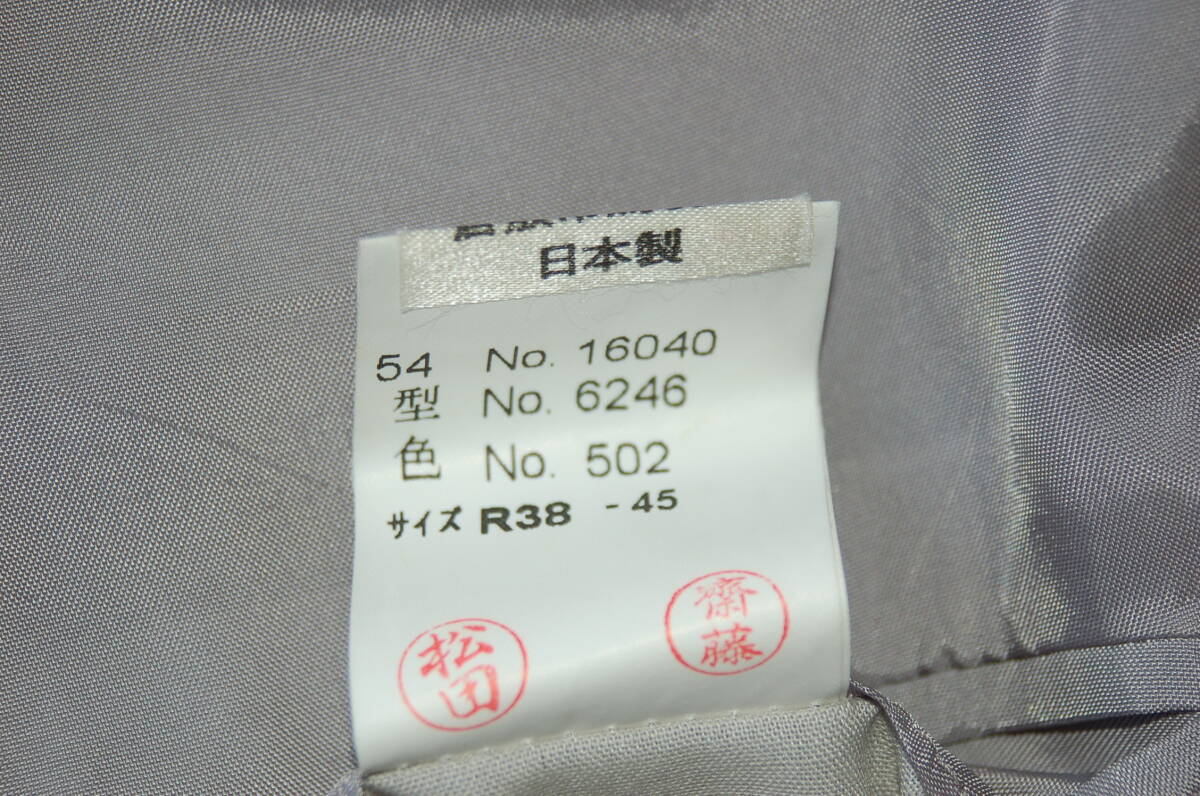 日本製
54 No. 16040
型 No. 6246
色 No. 502
サイズ R38 - 45
松田
齋藤